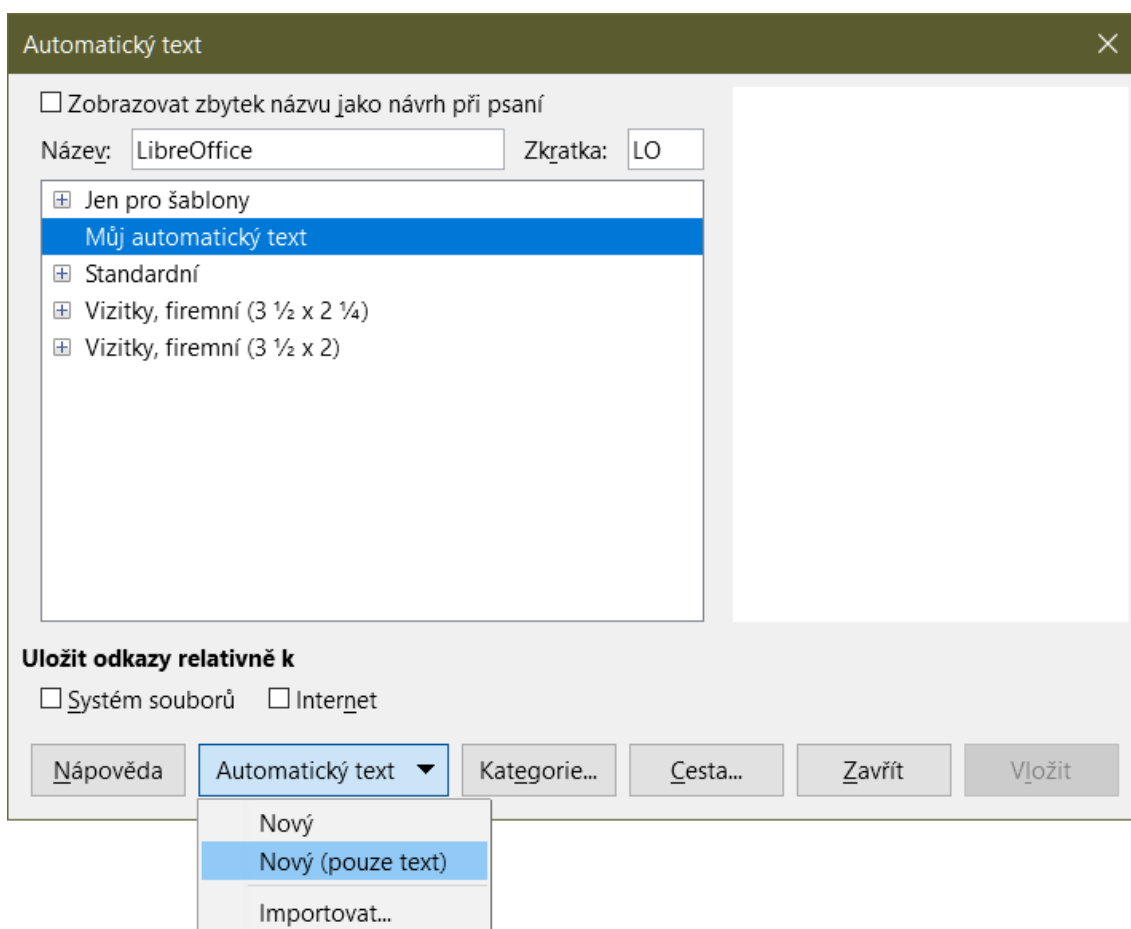 Automatický text
Zobrazovat zbytek názvu jako návrh při psaní
Název: LibreOffice Zkratka: LO
Jen pro šablony
Můj automatický text
Standardní
Vizitky, firemní (3 ½ x 2 ¼)
Vizitky, firemní (3 ½ x 2)
Uložit odkazy relativně k
Systém souborů Internet
Nápověda Automatický text Kategorie... Cesta... Zavřít Vložit
Nový
Nový (pouze text)
Importovat...